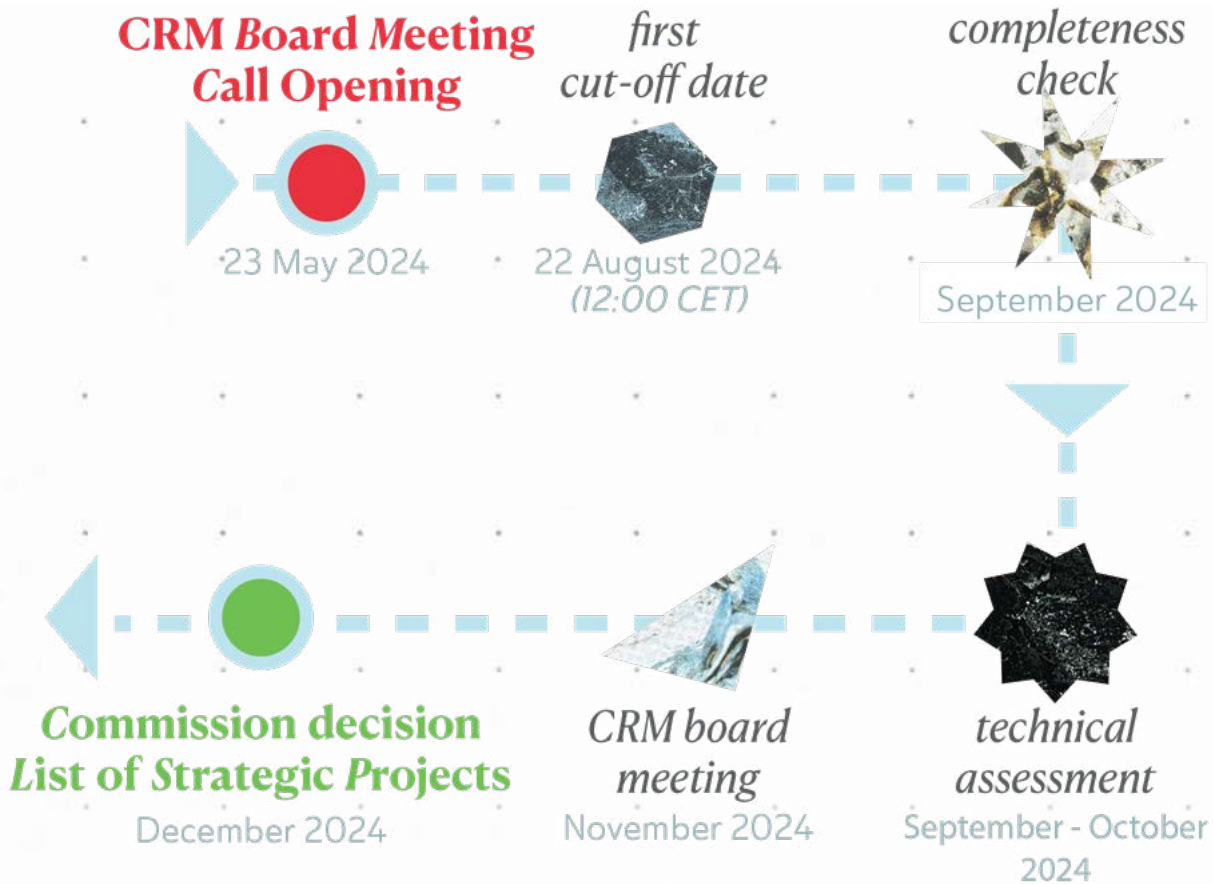 CRM Board Meeting
Call Opening
23 May 2024
first
cut-off date
22 August 2024
(12:00 CET)
completeness
check
September 2024
technical
assessment
September - October
2024
CRM board
meeting
November 2024
Commission decision
List of Strategic Projects
December 2024